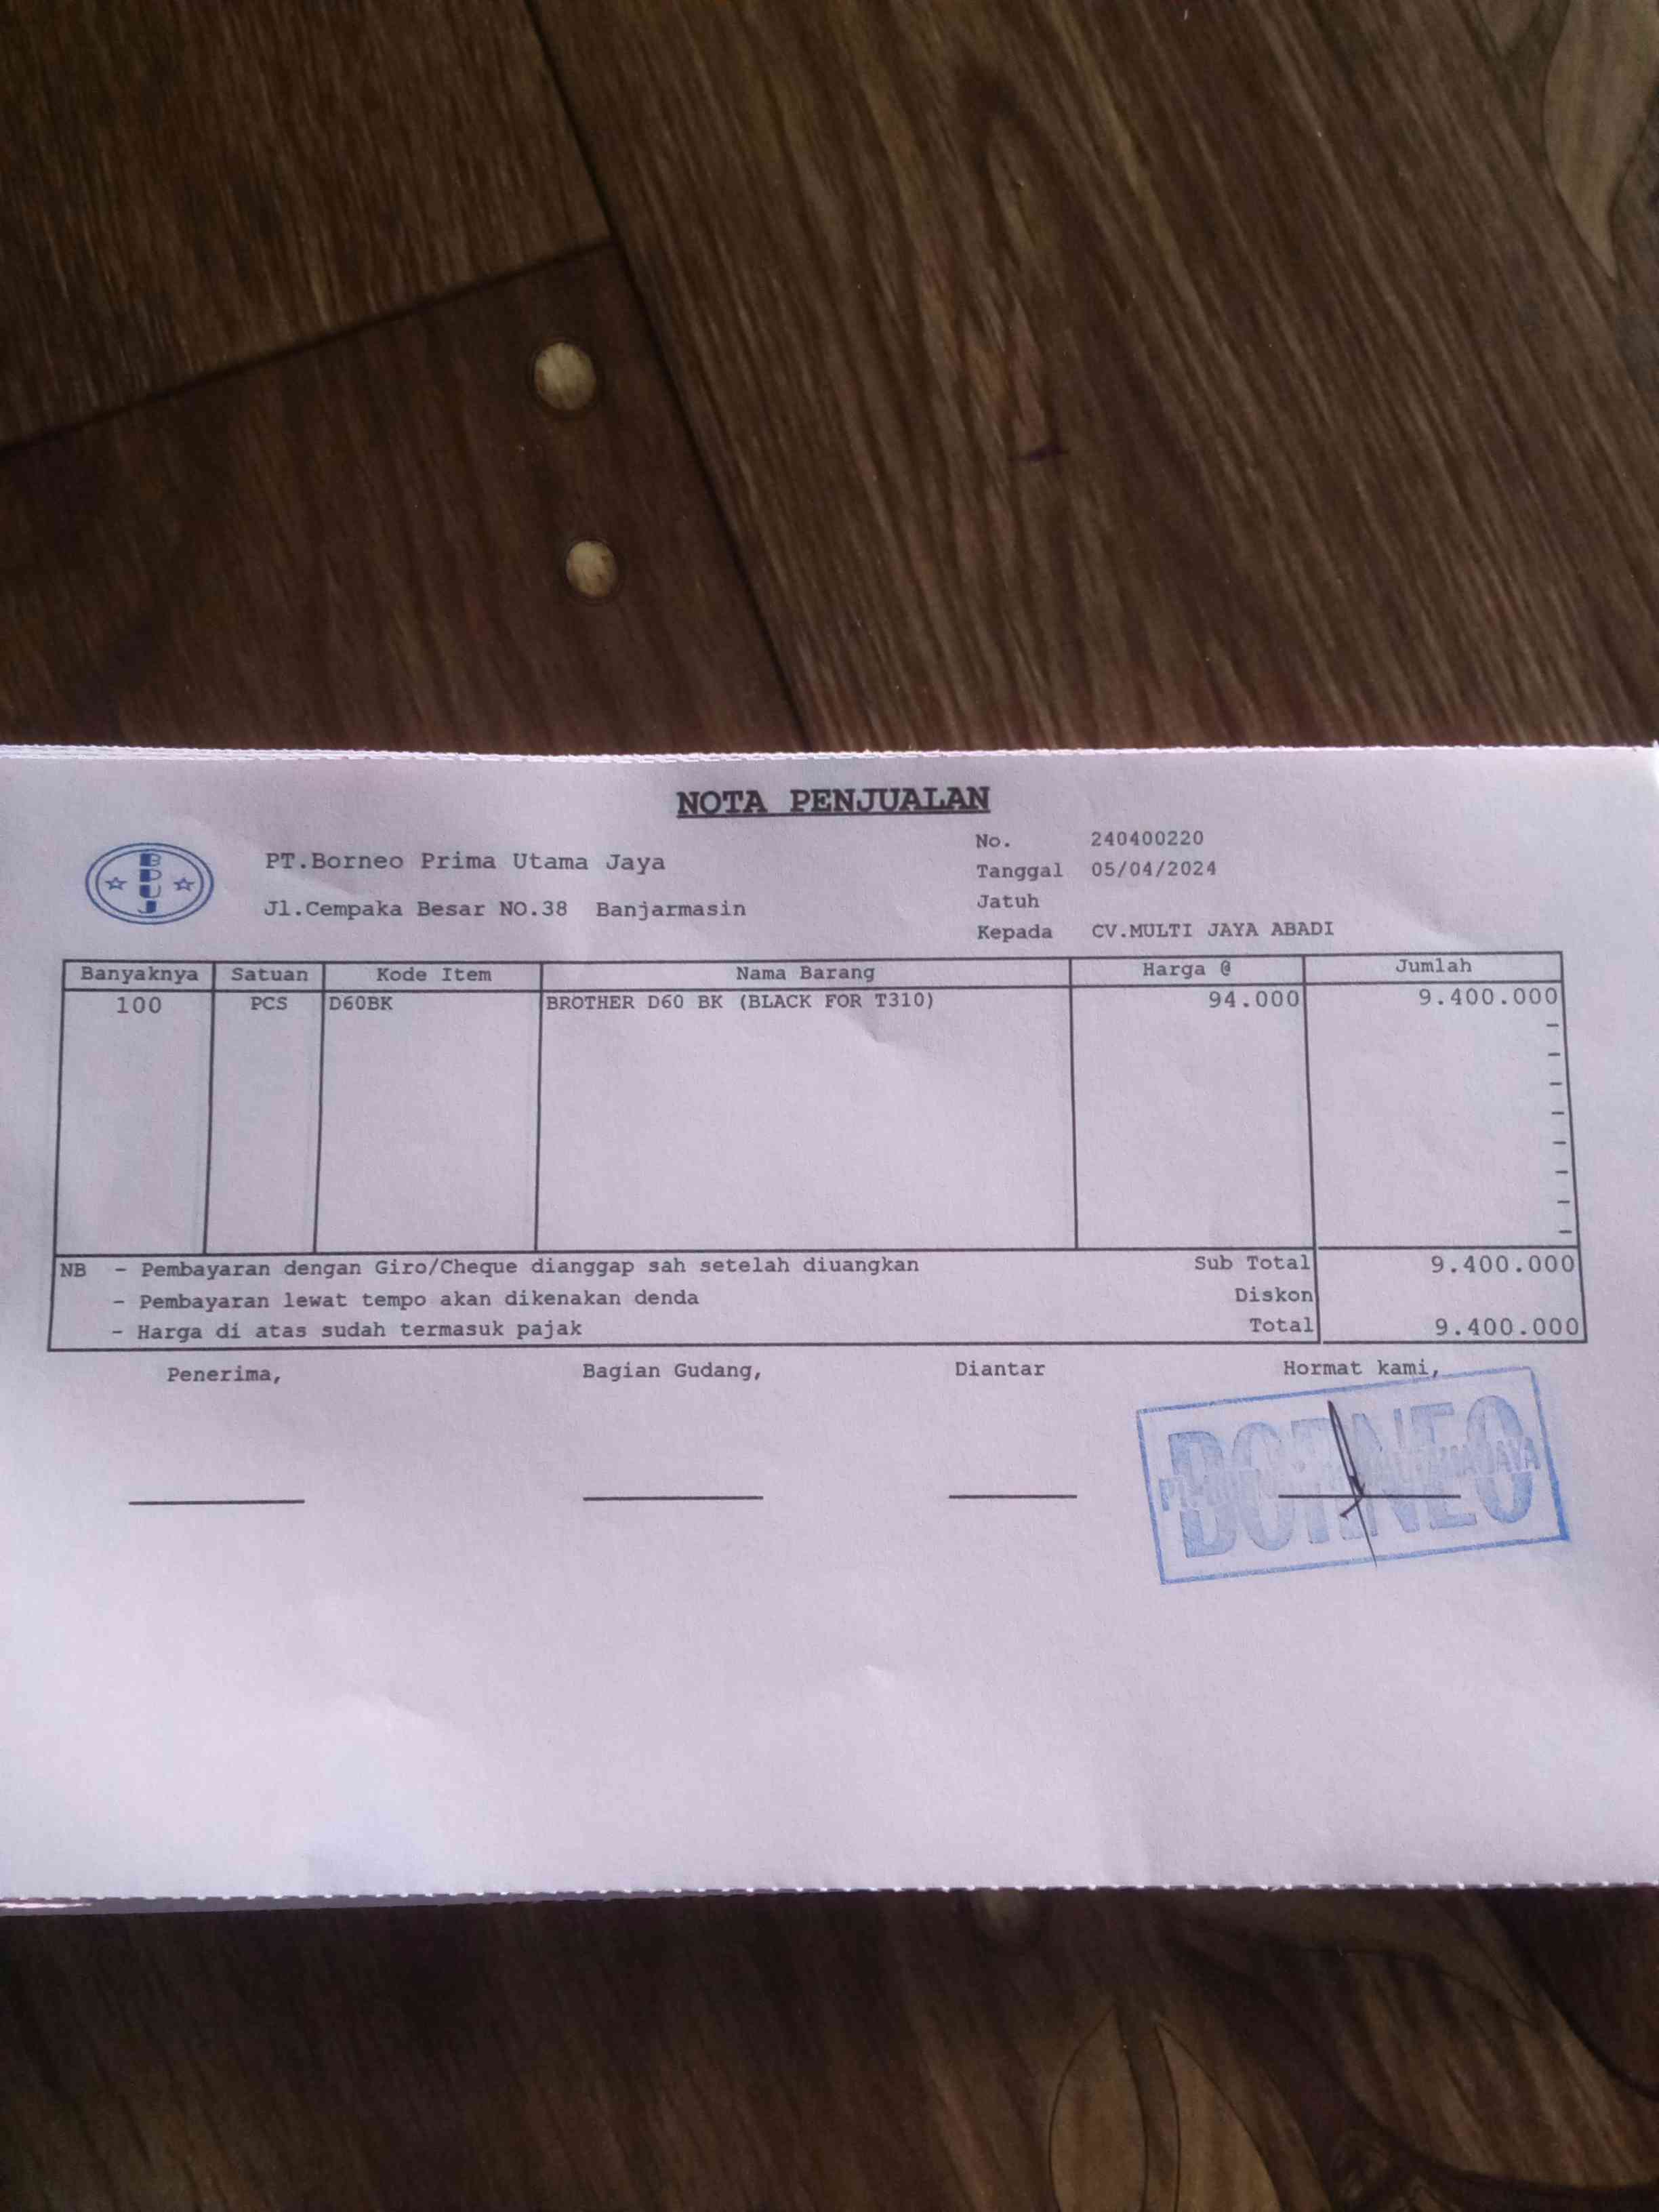 NOTA PENJUALAN
BPUJ
PT.Borneo Prima Utama Jaya
Jl.Cempaka Besar NO.38 Banjarmasin
No. 240400220
Tanggal 05/04/2024
Jatuh
Kepada CV.MULTI JAYA ABADI
Banyaknya Satuan Kode Item Nama Barang Harga @ Jumlah
100 PCS D60BK BROTHER D60 BK (BLACK FOR T310) 94.000 9.400.000
-
-
-
-
-
-
-
-
NB - Pembayaran dengan Giro/Cheque dianggap sah setelah diuangkan Sub Total 9.400.000
- Pembayaran lewat tempo akan dikenakan denda Diskon
- Harga di atas sudah termasuk pajak Total 9.400.000
Penerima, Bagian Gudang, Diantar Hormat kami,
BORNEO